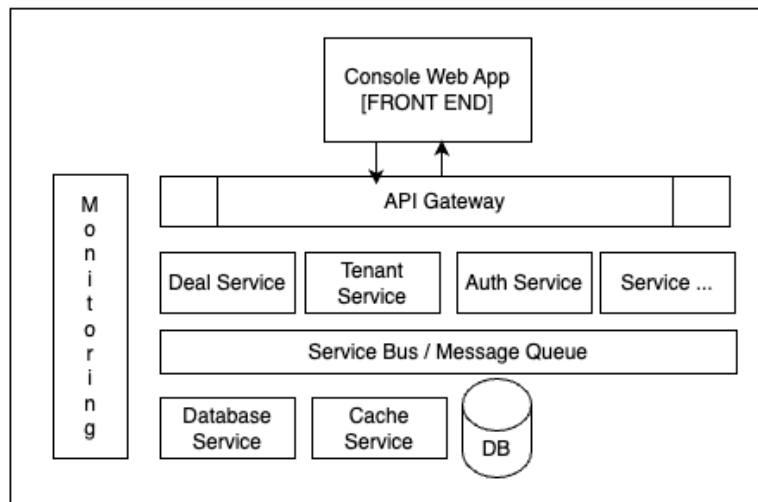 Console Web App
[FRONT END]
Monitoring
API Gateway
Deal Service
Tenant
Service
Auth Service
Service ...
Service Bus / Message Queue
Database
Service
Cache
Service
DB